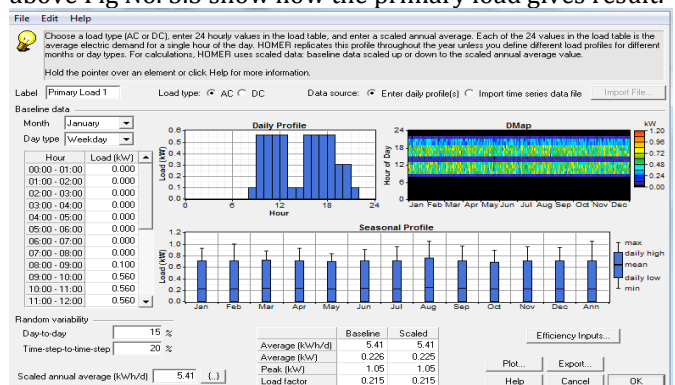 above Fig No. 3.3 show how the primary load gives result.
File Edit Help
Choose a load type (AC or DC), enter 24 hourly values in the load table, and enter a scaled annual average. Each of the 24 values in the load table is the
average electric demand for a single hour of the day. HOMER replicates this profile throughout the year unless you define different load profiles for different
months or day types. For calculations, HOMER uses scaled data: baseline data scaled up or down to the scaled annual average value.
Hold the pointer over an element or click Help for more information.
Label Primary Load 1 Load type: AC DC Data source: Enter daily profile(s) Import time series data file Import File...
Baseline data
Month January
Day type Weekday
Hour Load (kW)
00:00 - 01:00 0.000
01:00 - 02:00 0.000
02:00 - 03:00 0.000
03:00 - 04:00 0.000
04:00 - 05:00 0.000
05:00 - 06:00 0.000
06:00 - 07:00 0.000
07:00 - 08:00 0.000
08:00 - 09:00 0.100
09:00 - 10:00 0.560
10:00 - 11:00 0.560
11:00 - 12:00 0.560
Daily Profile
Load (kW)
0.6
0.5
0.4
0.3
0.2
0.1
0.0
0 6 12 18 24
Hour
DMap
Hour of Day
24
18
12
6
0
Jan Feb Mar Apr May Jun Jul Aug Sep Oct Nov Dec
kW
1.20
0.96
0.72
0.48
0.24
0.00
Seasonal Profile
Load (kW)
1.2
1.0
0.8
0.6
0.4
0.2
0.0
Jan Feb Mar Apr May Jun Jul Aug Sep Oct Nov Dec Ann
max
daily high
mean
daily low
min
Random variability
Day-to-day 15 %
Time-step-to-time-step 20 %
Scaled annual average (kWh/d) 5.41 {..}
Baseline Scaled
Average (kWh/d) 5.41 5.41
Average (kW) 0.226 0.225
Peak (kW) 1.05 1.05
Load factor 0.215 0.215
Efficiency Inputs...
Plot... Export...
Help Cancel OK